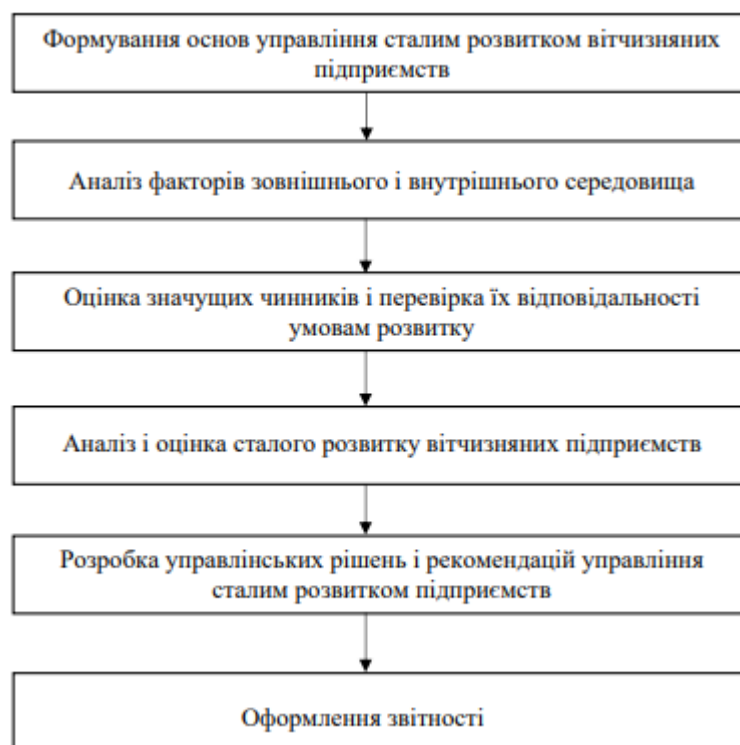 Формування основ управління сталим розвитком вітчизняних
підприємств
Аналіз факторів зовнішнього і внутрішнього середовища
Оцінка значущих чинників і перевірка їх відповідальності
умовам розвитку
Аналіз і оцінка сталого розвитку вітчизняних підприємств
Розробка управлінських рішень і рекомендацій управління
сталим розвитком підприємств
Оформлення звітності